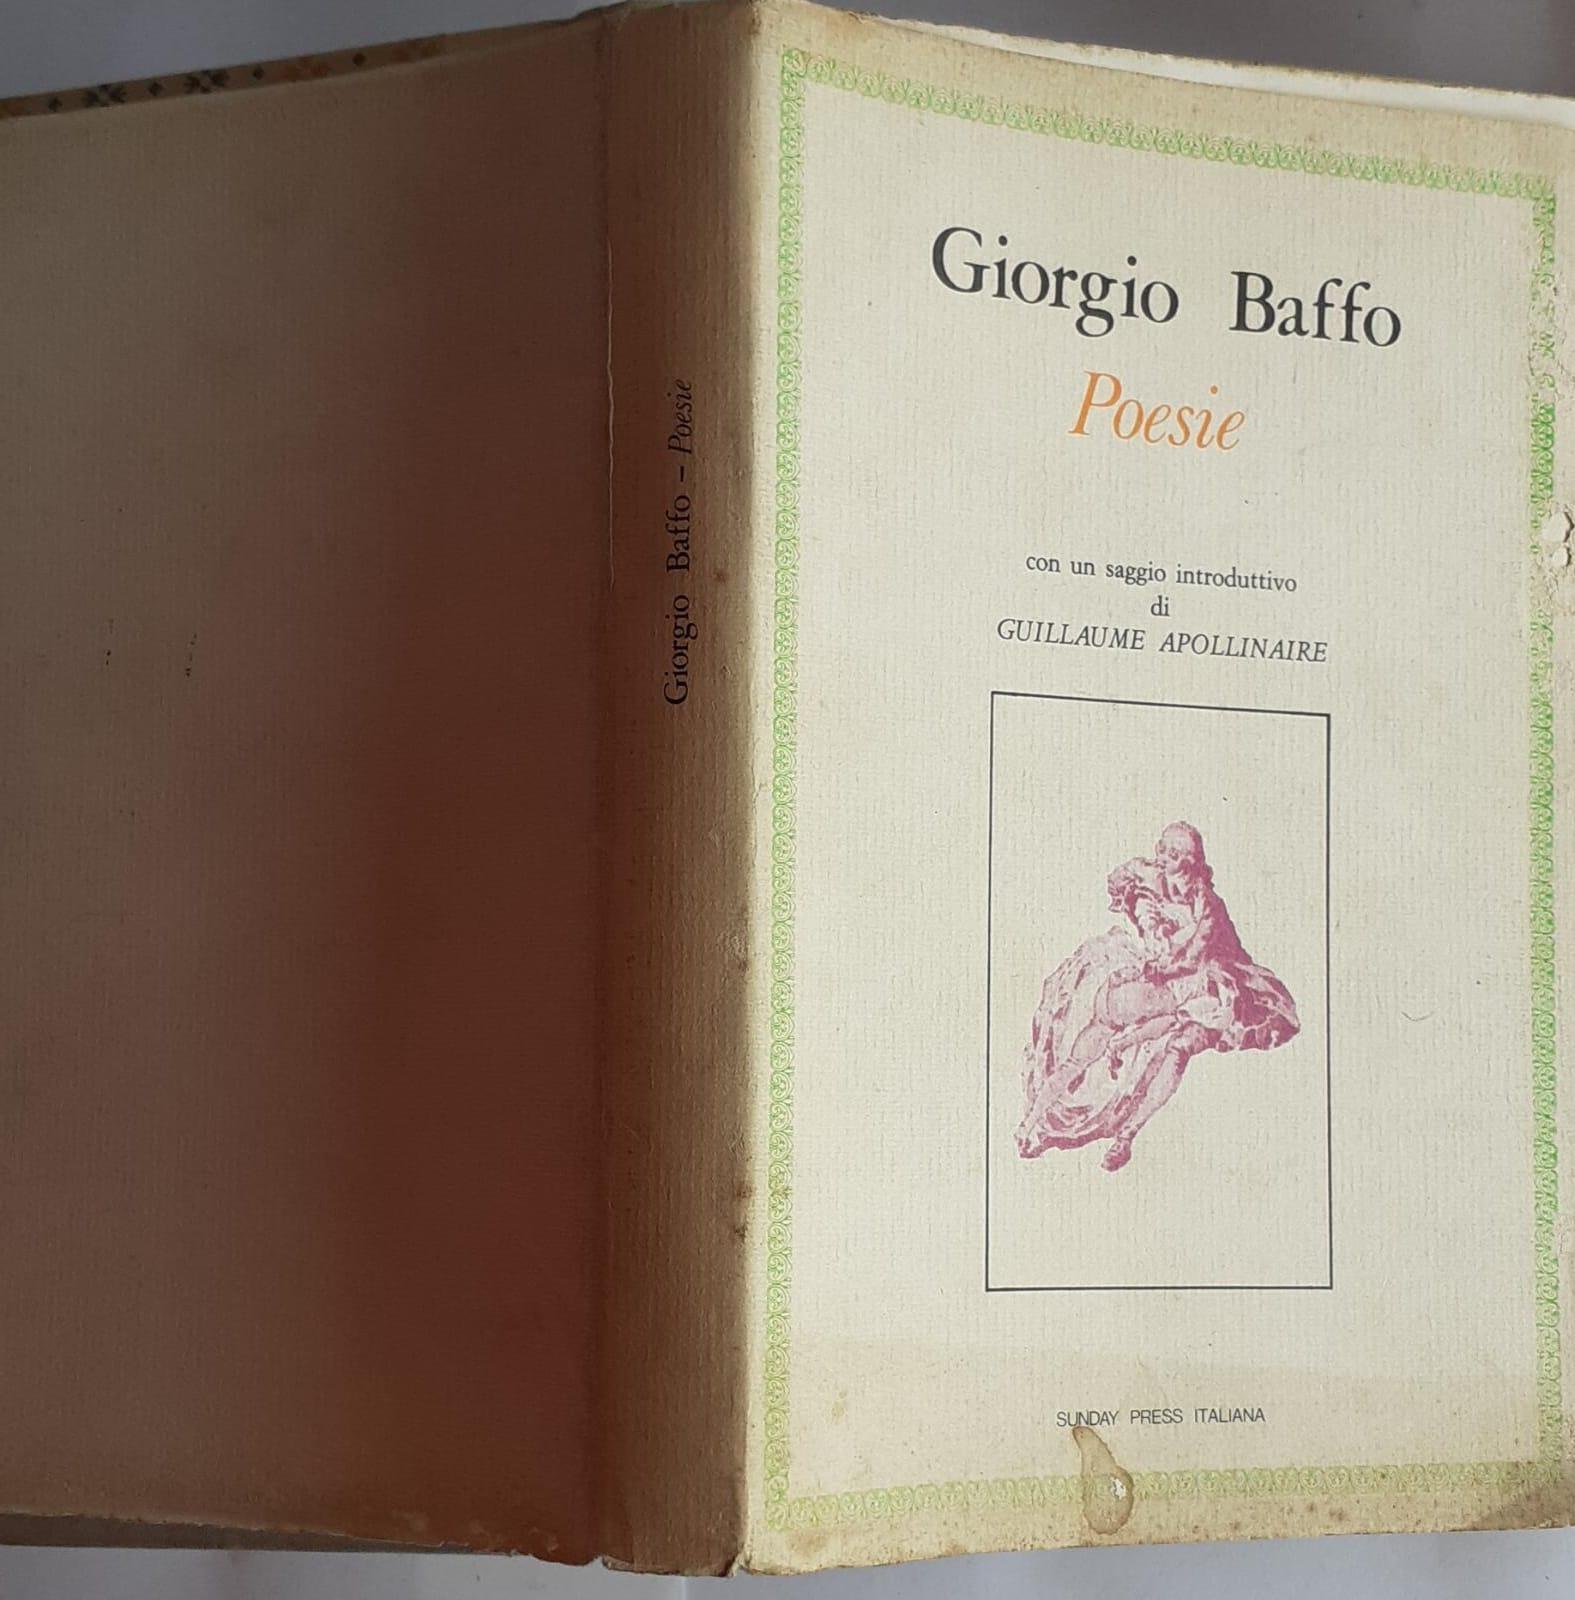 Giorgio Baffo – Poesie
Giorgio Baffo
Poesie
con un saggio introduttivo
di
GUILLAUME APOLLINAIRE
SUNDAY PRESS ITALIANA